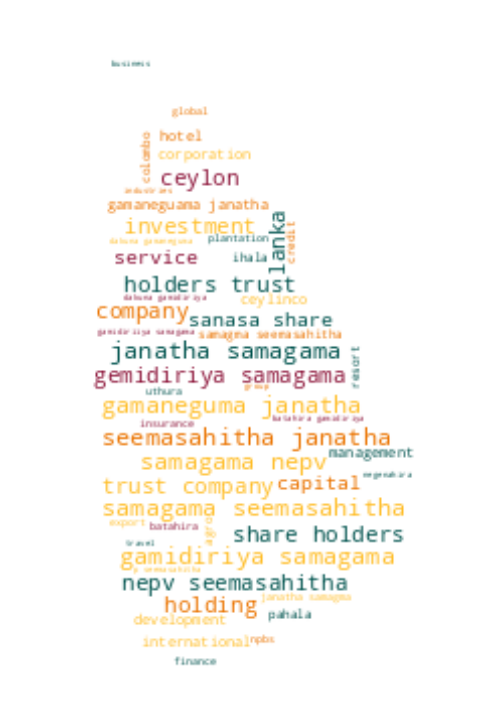 business
global
hotel
colombo
corporation
ceylon
industries
gamaneguama janatha
investment
lanka
credit
dakuna gamaneguma
plantation
service
ihala
holders trust
dakuna gamidiriya
ceylinco
company
sanasa share
gamidiriiya samagama
samagma seemasahitha
janatha samagama
resort
gemidiriya samagama
group
uthura
gamaneguma janatha
batahira gamidiriya
insurance
seemasahitha janatha
management
samagama nepv
negenahira
trust company
capital
samagama seemasahitha
export
batahira
agro
share holders
travel
gamidiriya samagama
p seemasahitha
nepv seemasahitha
janatha samagma
holding
pahala
development
international
npbs
finance